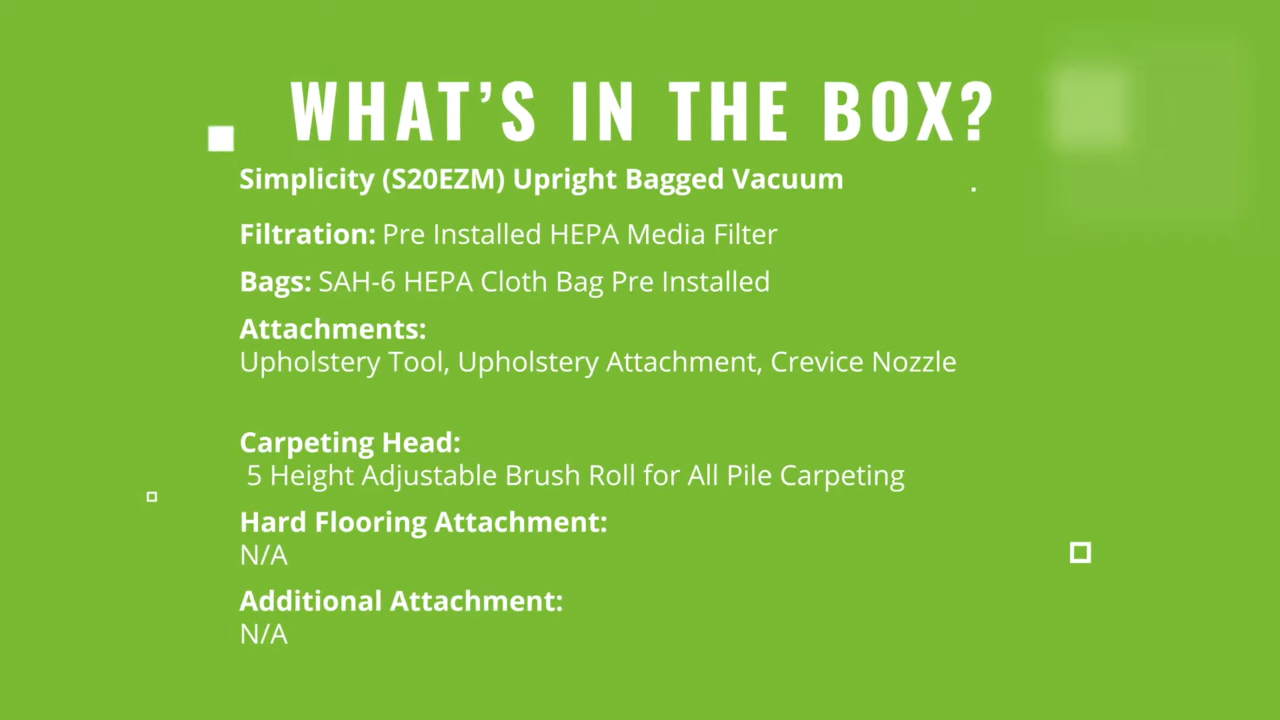 WHAT'S IN THE BOX?
Simplicity (S20EZM) Upright Bagged Vacuum
Filtration: Pre Installed HEPA Media Filter
Bags: SAH-6 HEPA Cloth Bag Pre Installed
Attachments:
Upholstery Tool, Upholstery Attachment, Crevice Nozzle
Carpeting Head:
5 Height Adjustable Brush Roll for All Pile Carpeting
Hard Flooring Attachment:
N/A
Additional Attachment:
N/A